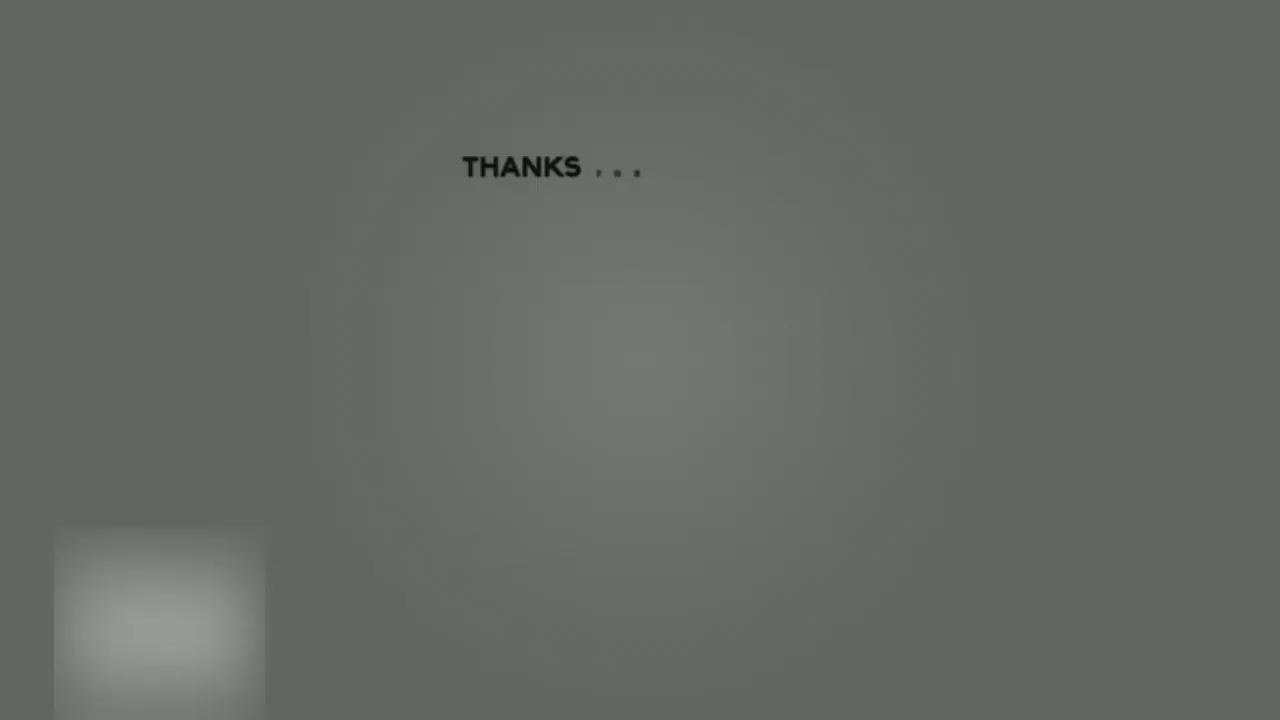 THANKS . . .